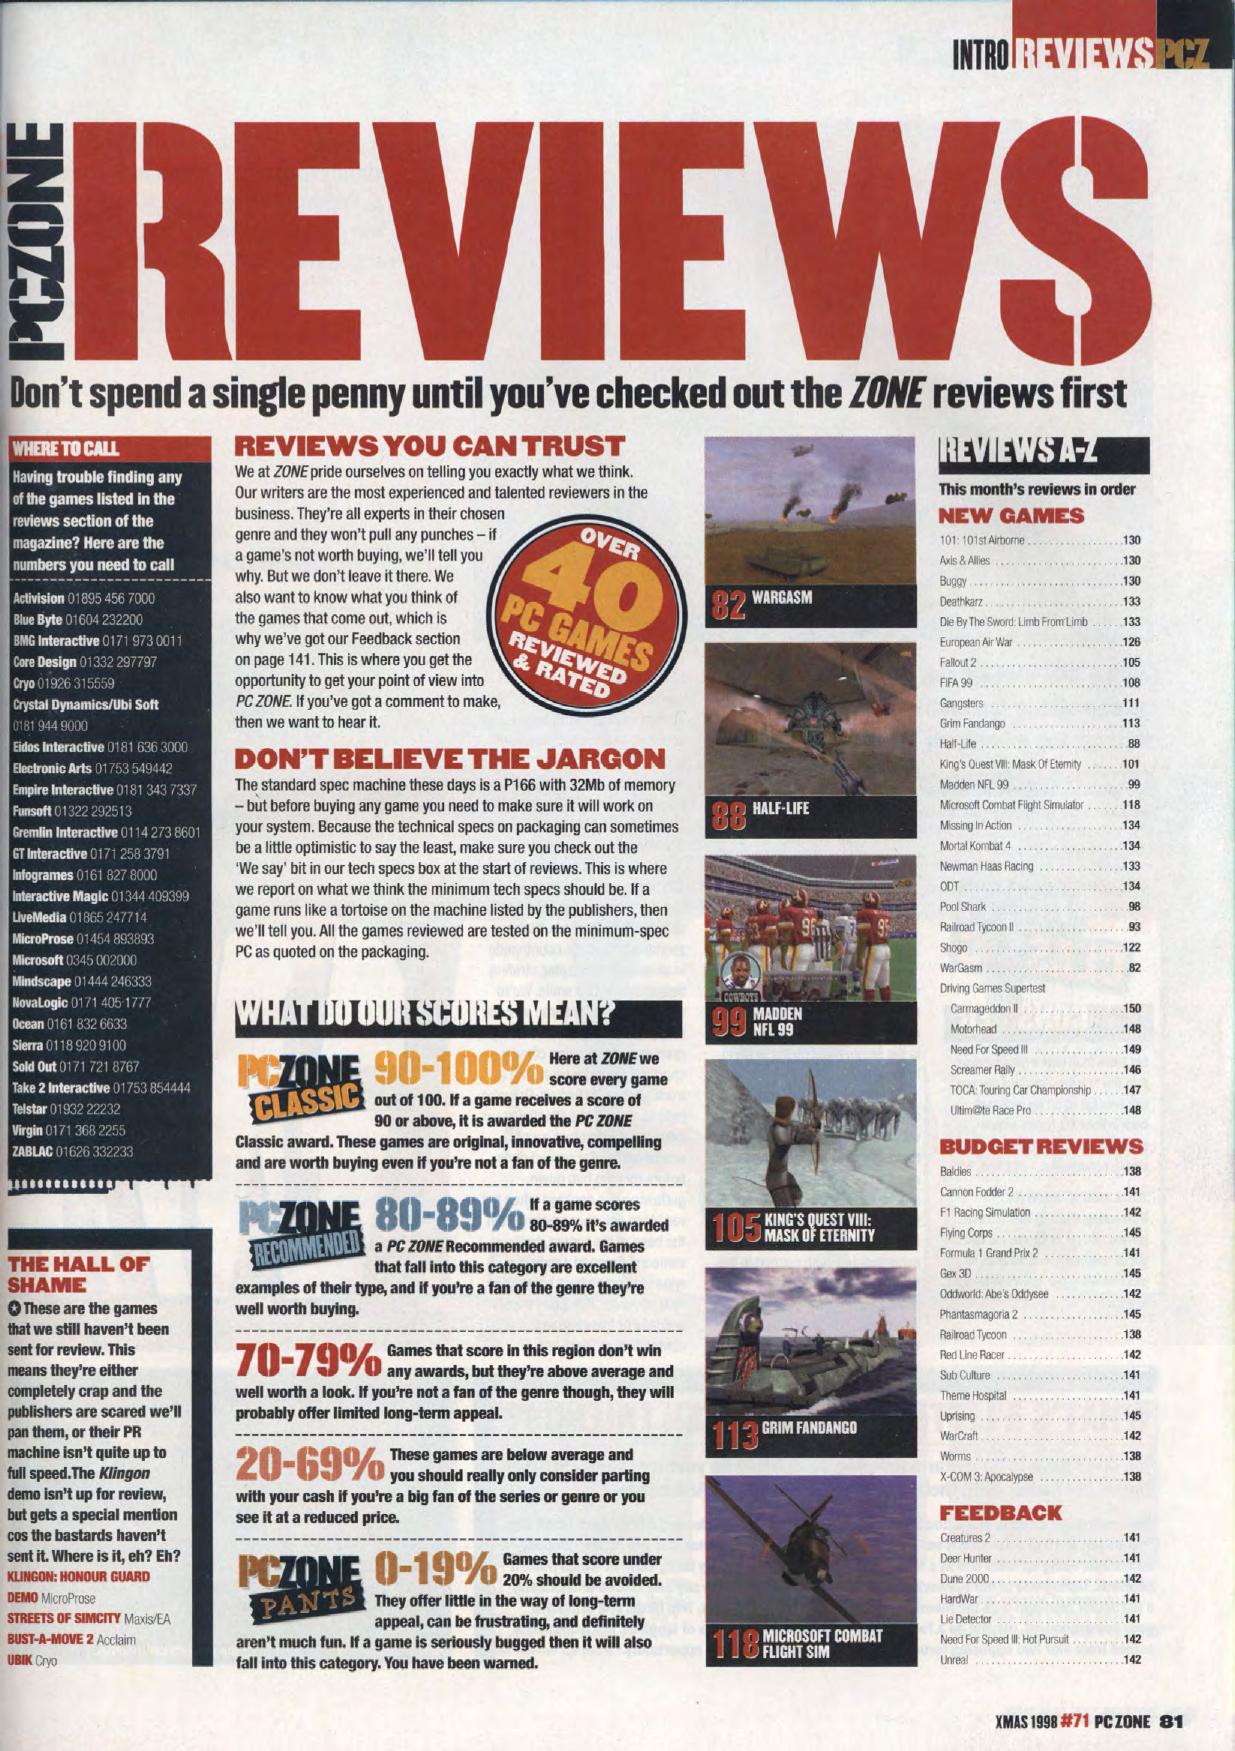 INTRO REVIEWS PCZ
PCZONE
REVIEWS
Don't spend a single penny until you've checked out the ZONE reviews first
WHERE TO CALL
Having trouble finding any
of the games listed in the
reviews section of the
magazine? Here are the
numbers you need to call
Activision 01895 456 7000
Blue Byte 01604 232200
BMG Interactive 0171 973 0011
Core Design 01332 297797
Cryo 01926 315559
Crystal Dynamics/Ubi Soft
0181 944 9000
Eidos Interactive 0181 636 3000
Electronic Arts 01753 549442
Empire Interactive 0181 343 7337
Funsoft 01322 292513
Gremlin Interactive 0114 273 8601
GT Interactive 0171 258 3791
Infogrames 0161 827 8000
Interactive Magic 01344 409399
LiveMedia 01865 247714
MicroProse 01454 893893
Microsoft 0345 002000
Mindscape 01444 246333
NovaLogic 0171 405 1777
Ocean 0161 832 6633
Sierra 0118 920 9100
Sold Out 0171 721 8767
Take 2 Interactive 01753 854444
Telstar 01932 22232
Virgin 0171 368 2255
ZABLAC 01626 332233
THE HALL OF
SHAME
These are the games
that we still haven't been
sent for review. This
means they're either
completely crap and the
publishers are scared we'll
pan them, or their PR
machine isn't quite up to
full speed.The Klingon
demo isn't up for review,
but gets a special mention
cos the bastards haven't
sent it. Where is it, eh? Eh?
KLINGON: HONOUR GUARD
DEMO MicroProse
STREETS OF SIMCITY Maxis/EA
BUST-A-MOVE 2 Acclaim
UBIK Cryo
REVIEWS YOU CAN TRUST
We at ZONE pride ourselves on telling you exactly what we think.
Our writers are the most experienced and talented reviewers in the
business. They're all experts in their chosen
genre and they won't pull any punches – if
a game's not worth buying, we'll tell you
why. But we don't leave it there. We
also want to know what you think of
the games that come out, which is
why we've got our Feedback section
on page 141. This is where you get the
opportunity to get your point of view into
PC ZONE. If you've got a comment to make,
then we want to hear it.
OVER
40
PC GAMES
REVIEWED
& RATED
DON'T BELIEVE THE JARGON
The standard spec machine these days is a P166 with 32Mb of memory
– but before buying any game you need to make sure it will work on
your system. Because the technical specs on packaging can sometimes
be a little optimistic to say the least, make sure you check out the
'We say' bit in our tech specs box at the start of reviews. This is where
we report on what we think the minimum tech specs should be. If a
game runs like a tortoise on the machine listed by the publishers, then
we'll tell you. All the games reviewed are tested on the minimum-spec
PC as quoted on the packaging.
WHAT DO OUR SCORES MEAN?
PCZONE
CLASSIC
90-100% Here at ZONE we
score every game
out of 100. If a game receives a score of
90 or above, it is awarded the PC ZONE
Classic award. These games are original, innovative, compelling
and are worth buying even if you're not a fan of the genre.
PCZONE
RECOMMENDED
80-89% If a game scores
80-89% it's awarded
a PC ZONE Recommended award. Games
that fall into this category are excellent
examples of their type, and if you're a fan of the genre they're
well worth buying.
70-79% Games that score in this region don't win
any awards, but they're above average and
well worth a look. If you're not a fan of the genre though, they will
probably offer limited long-term appeal.
20-69% These games are below average and
you should really only consider parting
with your cash if you're a big fan of the series or genre or you
see it at a reduced price.
PCZONE
PANTS
0-19% Games that score under
20% should be avoided.
They offer little in the way of long-term
appeal, can be frustrating, and definitely
aren't much fun. If a game is seriously bugged then it will also
fall into this category. You have been warned.
82 WARGASM
88 HALF-LIFE
COWBOYS
99 MADDEN
NFL 99
105 KING'S QUEST VIII:
MASK OF ETERNITY
113 GRIM FANDANGO
118 MICROSOFT COMBAT
FLIGHT SIM
REVIEWS A-Z
This month's reviews in order
NEW GAMES
101: 101st Airborne 130
Axis & Allies 130
Buggy 130
Deathkarz 133
Die By The Sword: Limb From Limb 133
European Air War 126
Fallout 2 105
FIFA 99 108
Gangsters 111
Grim Fandango 113
Half-Life 88
King's Quest VIII: Mask Of Eternity 101
Madden NFL 99 99
Microsoft Combat Flight Simulator 118
Missing In Action 134
Mortal Kombat 4 134
Newman Haas Racing 133
ODT 134
Pool Shark 98
Railroad Tycoon II 93
Shogo 122
WarGasm 82
Driving Games Supertest
Carmageddon II 150
Motorhead 148
Need For Speed III 149
Screamer Rally 146
TOCA: Touring Car Championship 147
Ultim@te Race Pro 148
BUDGET REVIEWS
Baldies 138
Cannon Fodder 2 141
F1 Racing Simulation 142
Flying Corps 145
Formula 1 Grand Prix 2 141
Gex 3D 145
Oddworld: Abe's Oddysee 142
Phantasmagoria 2 145
Railroad Tycoon 138
Red Line Racer 142
Sub Culture 141
Theme Hospital 141
Uprising 145
WarCraft 142
Worms 138
X-COM 3: Apocalypse 138
FEEDBACK
Creatures 2 141
Deer Hunter 141
Dune 2000 142
HardWar 141
Lie Detector 141
Need For Speed III: Hot Pursuit 142
Unreal 142
XMAS 1998 #71 PC ZONE 81